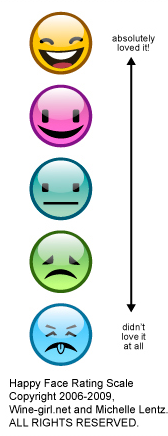 absolutely
loved it!
didn't
love it
at all
Happy Face Rating Scale
Copyright 2006-2009,
Wine-girl.net and Michelle Lentz.
ALL RIGHTS RESERVED.